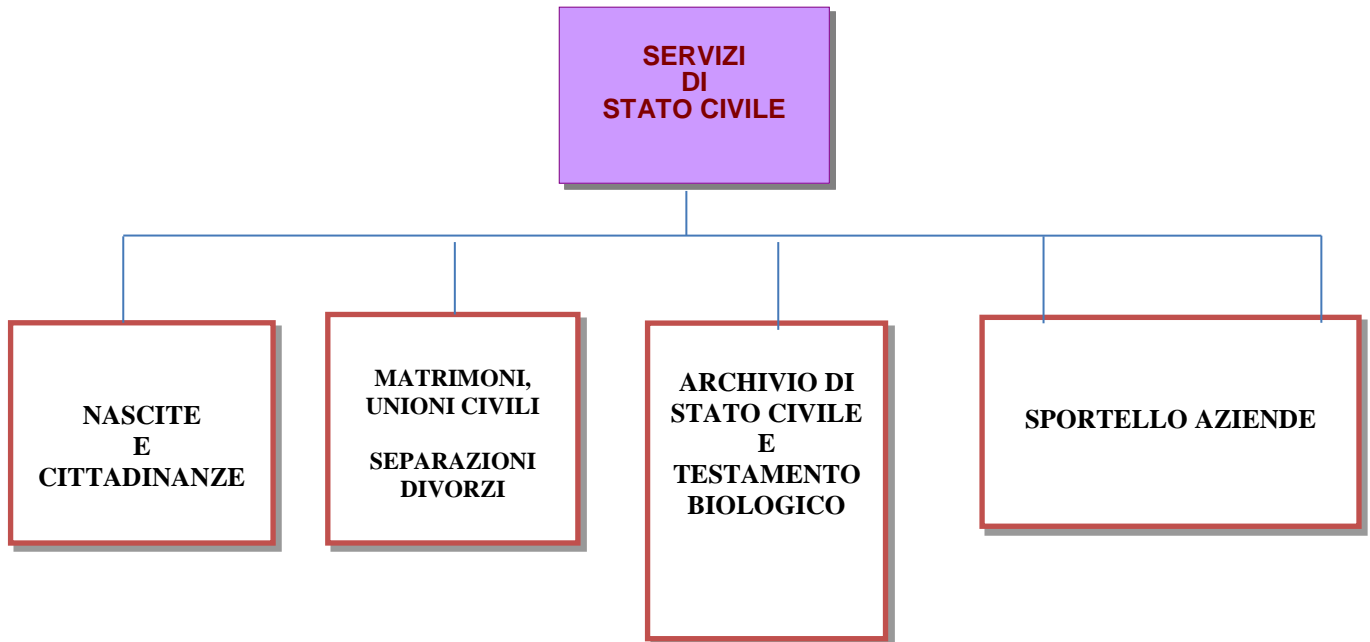 SERVIZI
DI
STATO CIVILE
NASCITE
E
CITTADINANZE
MATRIMONI,
UNIONI CIVILI
SEPARAZIONI
DIVORZI
ARCHIVIO DI
STATO CIVILE
E
TESTAMENTO
BIOLOGICO
SPORTELLO AZIENDE